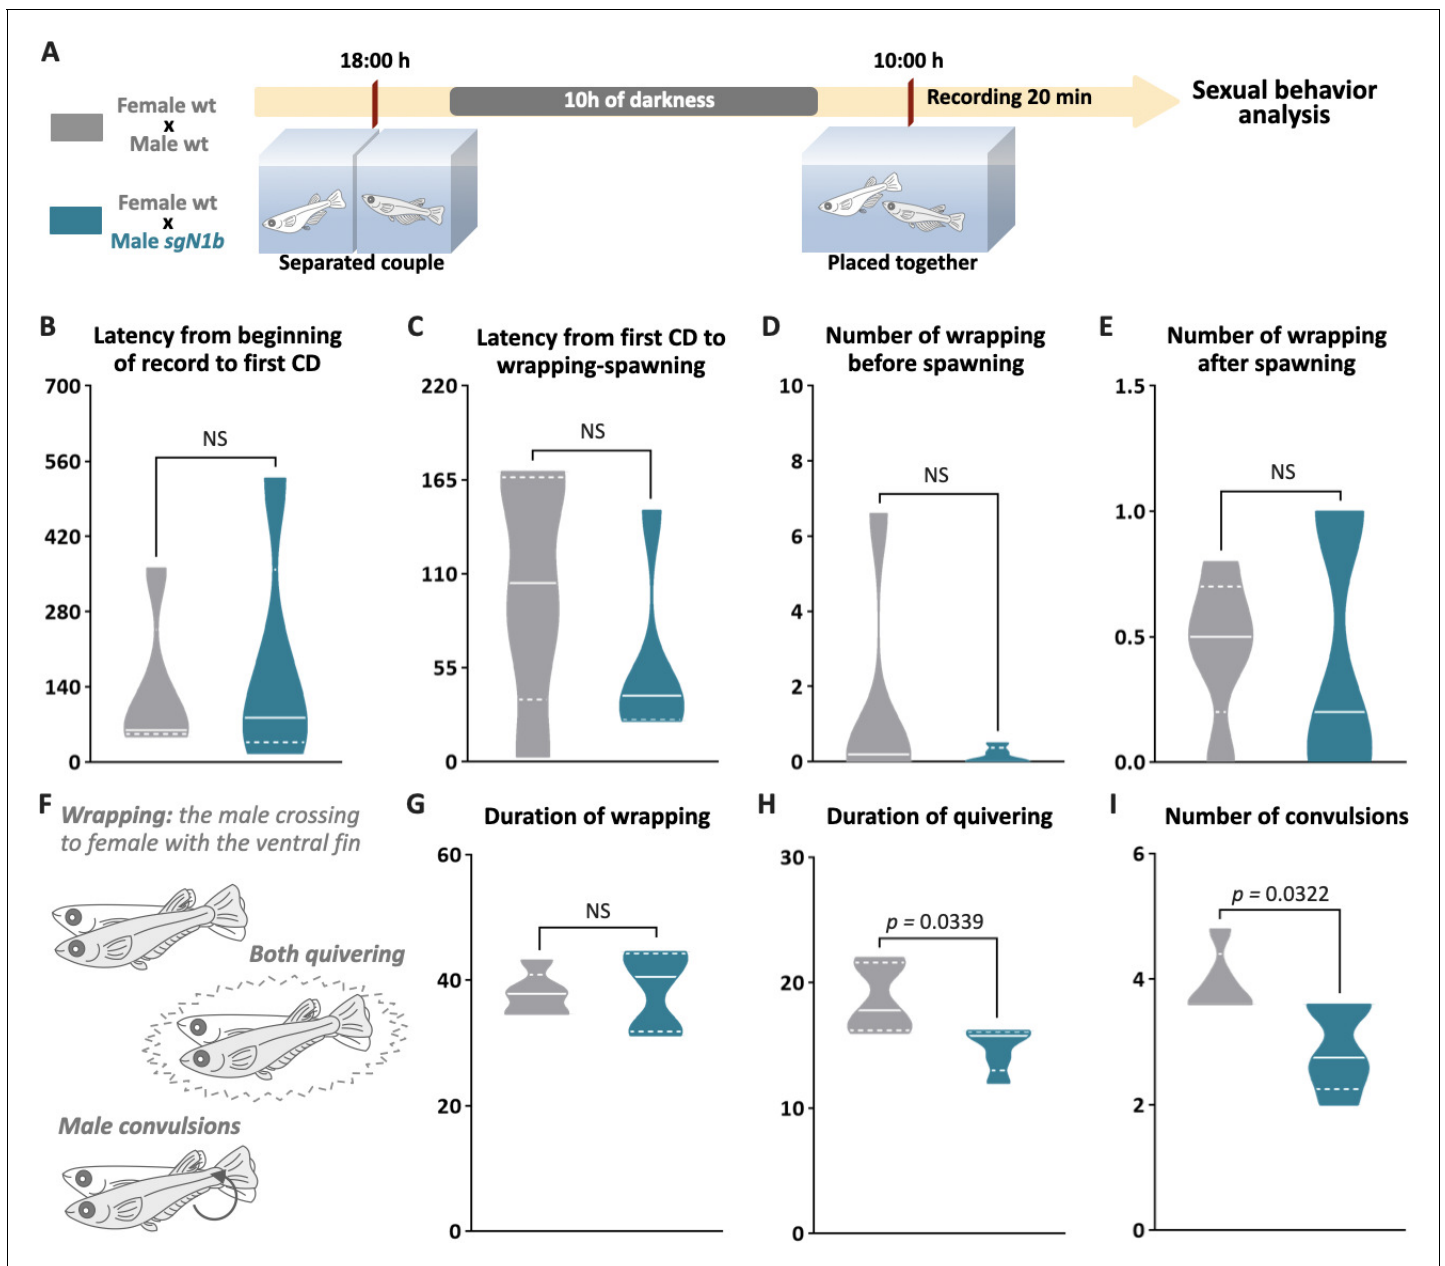 A
18:00 h
10:00 h
10h of darkness
Recording 20 min
Sexual behavior
analysis
Female wt
x
Male wt
Female wt
x
Male sgN1b
Separated couple
Placed together
B
Latency from beginning
of record to first CD
700
560
420
280
140
0
NS
C
Latency from first CD to
wrapping-spawning
220
165
110
55
0
NS
D
Number of wrapping
before spawning
10
8
6
4
2
0
NS
E
Number of wrapping
after spawning
1.5
1.0
0.5
0.0
NS
F
Wrapping: the male crossing
to female with the ventral fin
Both quivering
Male convulsions
G
Duration of wrapping
60
40
20
0
NS
H
Duration of quivering
30
20
10
0
p = 0.0339
I
Number of convulsions
6
4
2
0
p = 0.0322